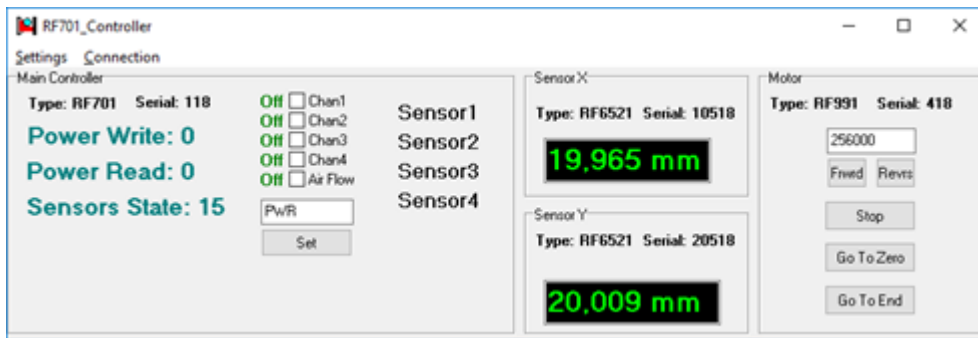 RF701_Controller
Settings Connection
Main Controller
Type: RF701 Serial: 118
Power Write: 0
Power Read: 0
Sensors State: 15
Off Chan1
Off Chan2
Off Chan3
Off Chan4
Off Air Flow
PWR
Set
Sensor1
Sensor2
Sensor3
Sensor4
Sensor X
Type: RF6521 Serial: 10518
19,965 mm
Sensor Y
Type: RF6521 Serial: 20518
20,009 mm
Motor
Type: RF991 Serial: 418
256000
Frwd Revrs
Stop
Go To Zero
Go To End